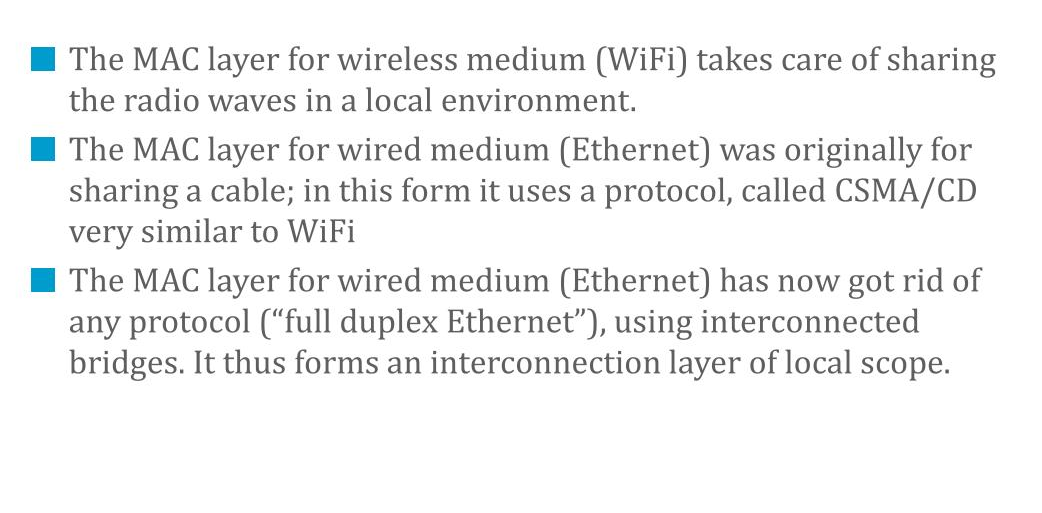 The MAC layer for wireless medium (WiFi) takes care of sharing
the radio waves in a local environment.
The MAC layer for wired medium (Ethernet) was originally for
sharing a cable; in this form it uses a protocol, called CSMA/CD
very similar to WiFi
The MAC layer for wired medium (Ethernet) has now got rid of
any protocol (“full duplex Ethernet”), using interconnected
bridges. It thus forms an interconnection layer of local scope.